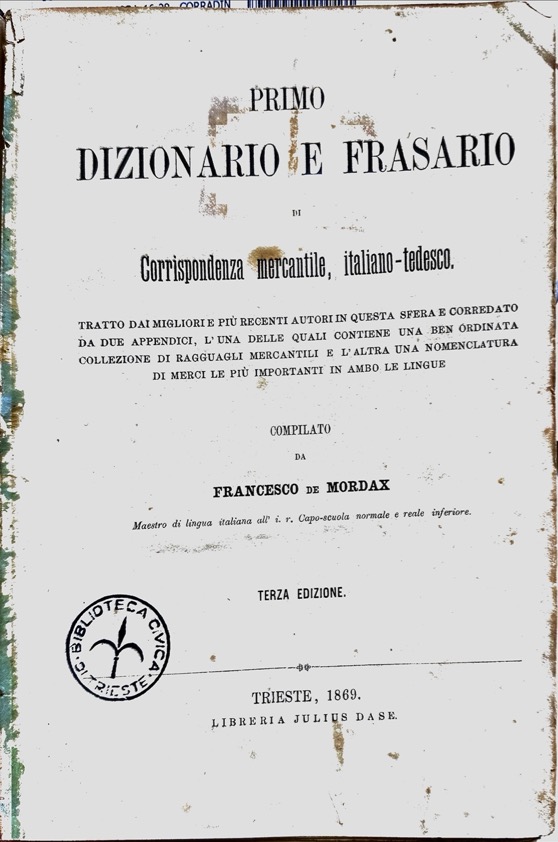 CORRADIN
PRIMO
DIZIONARIO E FRASARIO
DI
Corrispondenza mercantile, italiano-tedesco.
TRATTO DAI MIGLIORI E PIÙ RECENTI AUTORI IN QUESTA SFERA E CORREDATO
DA DUE APPENDICI, L'UNA DELLE QUALI CONTIENE UNA BEN ORDINATA
COLLEZIONE DI RAGGUAGLI MERCANTILI E L'ALTRA UNA NOMENCLATURA
DI MERCI LE PIÙ IMPORTANTI IN AMBO LE LINGUE
COMPILATO
DA
FRANCESCO DE MORDAX
Maestro di lingua italiana all' i. r. Capo-scuola normale e reale inferiore.
TERZA EDIZIONE.
BIBLIOTECA CIVICA
DI TRIESTE
TRIESTE, 1869.
LIBRERIA JULIUS DASE.